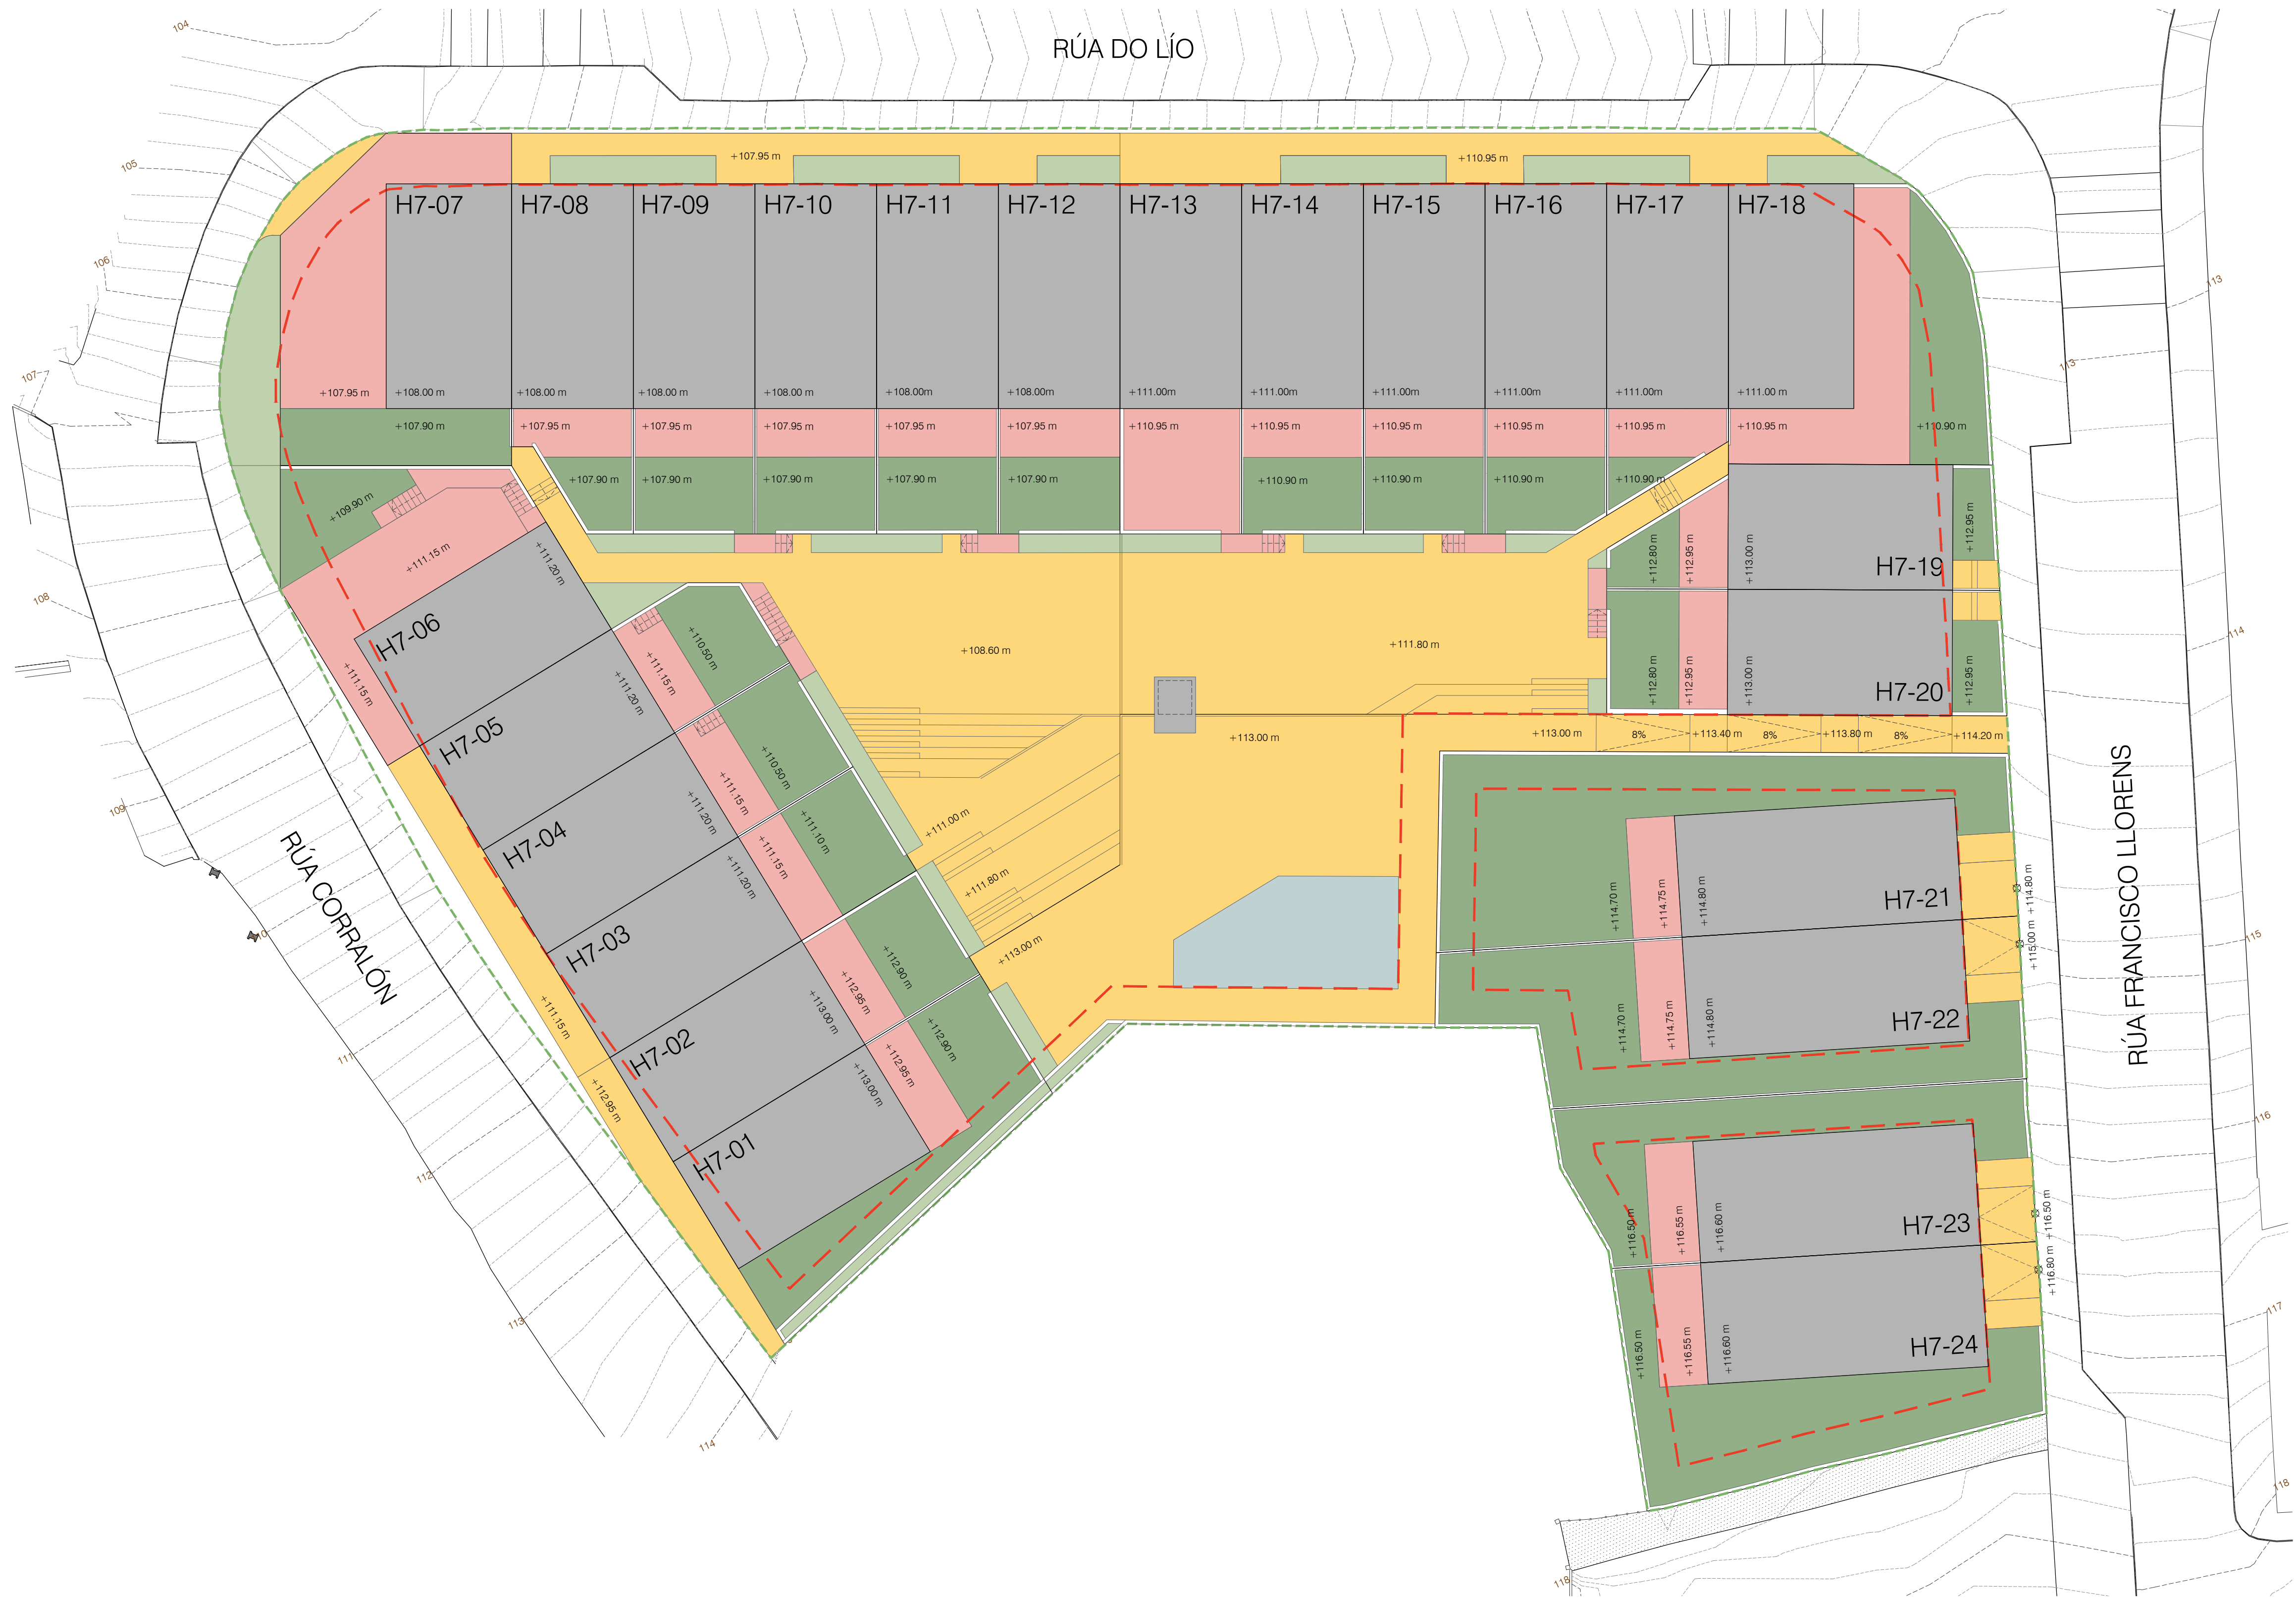 RÚA DO LÍO
104
105
106
107
108
109
111
112
113
114
+107.95 m
+110.95 m
H7-07
H7-08
H7-09
H7-10
H7-11
H7-12
H7-13
H7-14
H7-15
H7-16
H7-17
H7-18
+107.95 m
+108.00 m
+108.00 m
+108.00 m
+108.00 m
+108.00m
+108.00m
+111.00m
+111.00m
+111.00m
+111.00m
+111.00m
+111.00 m
+107.90 m
+107.95 m
+107.95 m
+107.95 m
+107.95 m
+107.95 m
+110.95 m
+110.95 m
+110.95 m
+110.95 m
+110.95 m
+110.95 m
+110.90 m
+107.90 m
+107.90 m
+107.90 m
+107.90 m
+107.90 m
+110.90 m
+110.90 m
+110.90 m
+110.90 m
+109.90 m
+111.15 m
+111.20 m
+111.15 m
H7-06
H7-05
H7-04
H7-03
H7-02
H7-01
+110.50 m
+111.15 m
+111.20 m
+110.50 m
+111.15 m
+111.20 m
+111.10 m
+111.15 m
+111.20 m
+112.90 m
+112.95 m
+113.00 m
+112.90 m
+112.95 m
+113.00 m
+111.15 m
+112.95 m
RÚA CORRALÓN
+108.60 m
+111.80 m
+113.00 m
+111.00 m
+111.80 m
+113.00 m
+112.80 m
+112.95 m
+113.00 m
H7-19
+112.95 m
+112.80 m
+112.95 m
+113.00 m
H7-20
+112.95 m
+113.00 m
8%
+113.40 m
8%
+113.80 m
8%
+114.20 m
+114.70 m
+114.75 m
+114.80 m
H7-21
+114.80 m
+114.70 m
+114.75 m
+114.80 m
H7-22
+115.00 m
+116.50 m
+116.55 m
+116.60 m
H7-23
+116.50 m
+116.50 m
+116.55 m
+116.60 m
H7-24
+116.80 m
RÚA FRANCISCO LLORENS
113
113
114
115
116
117
118
118